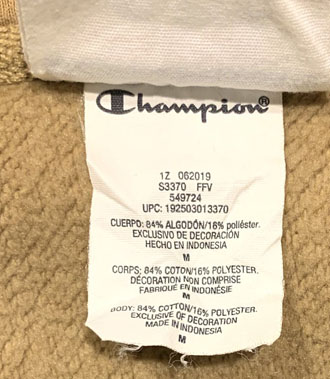 Champion®
1Z 062019
S3370 FFV
549724
UPC: 192503013370
CUERPO: 84% ALGODÓN/16% poliéster.
EXCLUSIVO DE DECORACIÓN
HECHO EN INDONESIA
M
CORPS: 84% COTON/16% POLYESTER.
DÉCORATION NON COMPRISE
FABRIQUÉ EN INDONÉSIE
M
BODY: 84% COTTON/16% POLYESTER.
EXCLUSIVE OF DECORATION
MADE IN INDONESIA
M